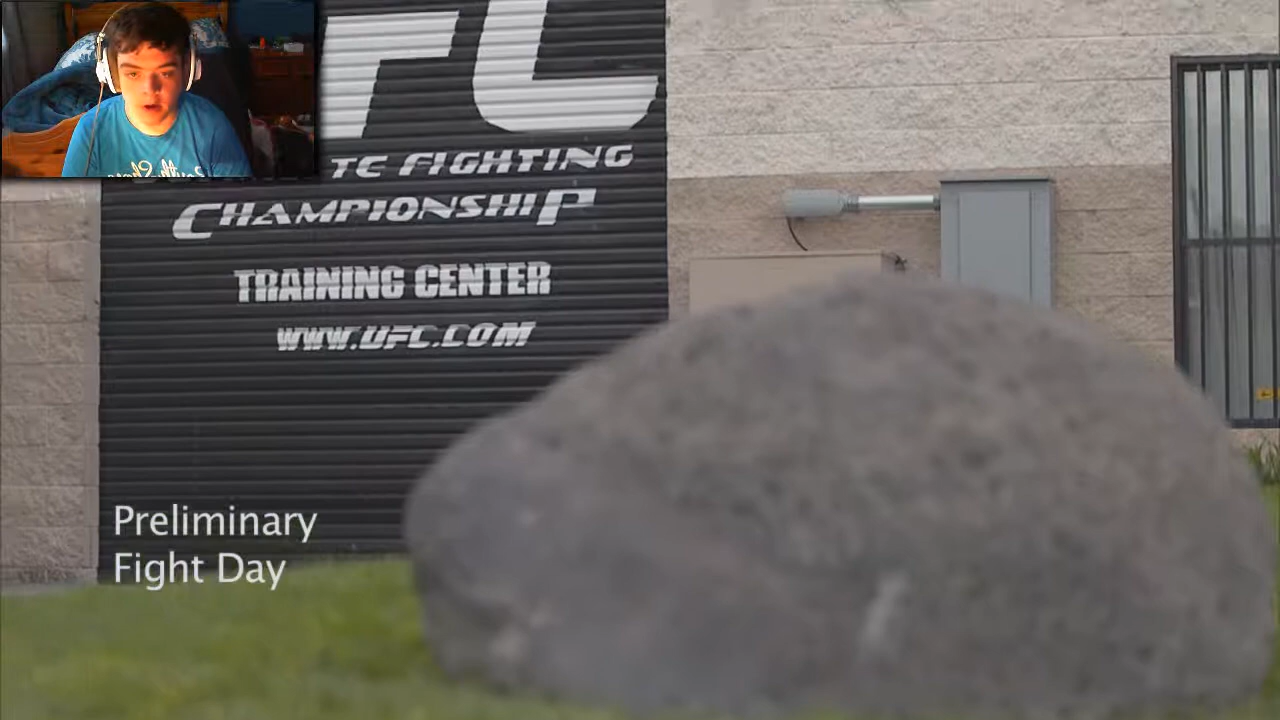 FC
TE FIGHTING
CHAMPIONSHIP
TRAINING CENTER
WWW.UFC.COM
Preliminary
Fight Day